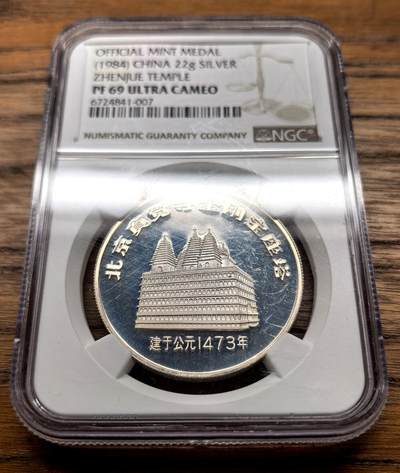 OFFICIAL MINT MEDAL
(1984) CHINA 22g SILVER
ZHENJUE TEMPLE
PF 69 ULTRA CAMEO
6724841-007
NUMISMATIC GUARANTY COMPANY
NGC
北京真觉寺金刚宝座塔
建于公元1473年